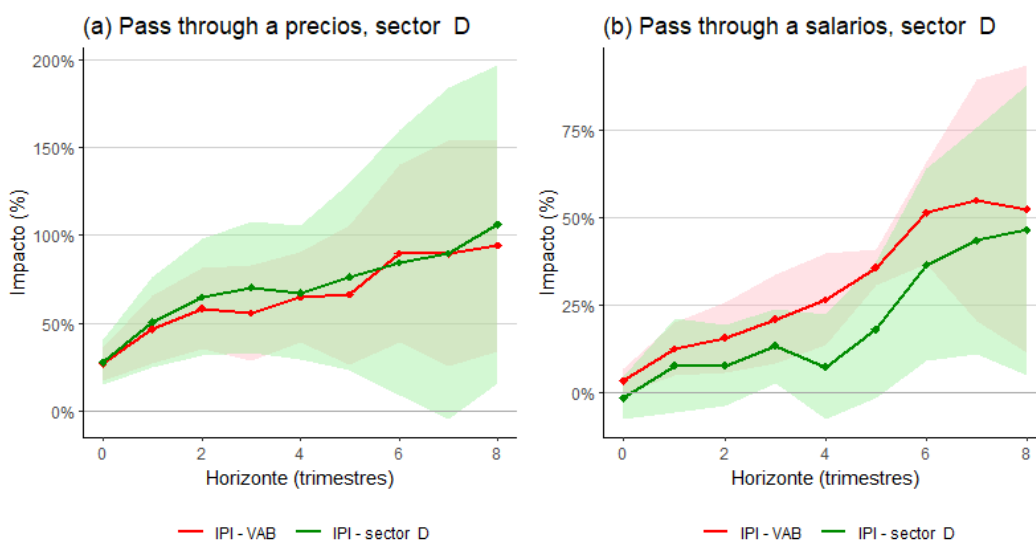 (a) Pass through a precios, sector D
200%
150%
100%
50%
0%
Impacto (%)
0 2 4 6 8
Horizonte (trimestres)
IPI - VAB IPI - sector D
(b) Pass through a salarios, sector D
75%
50%
25%
0%
Impacto (%)
0 2 4 6 8
Horizonte (trimestres)
IPI - VAB IPI - sector D